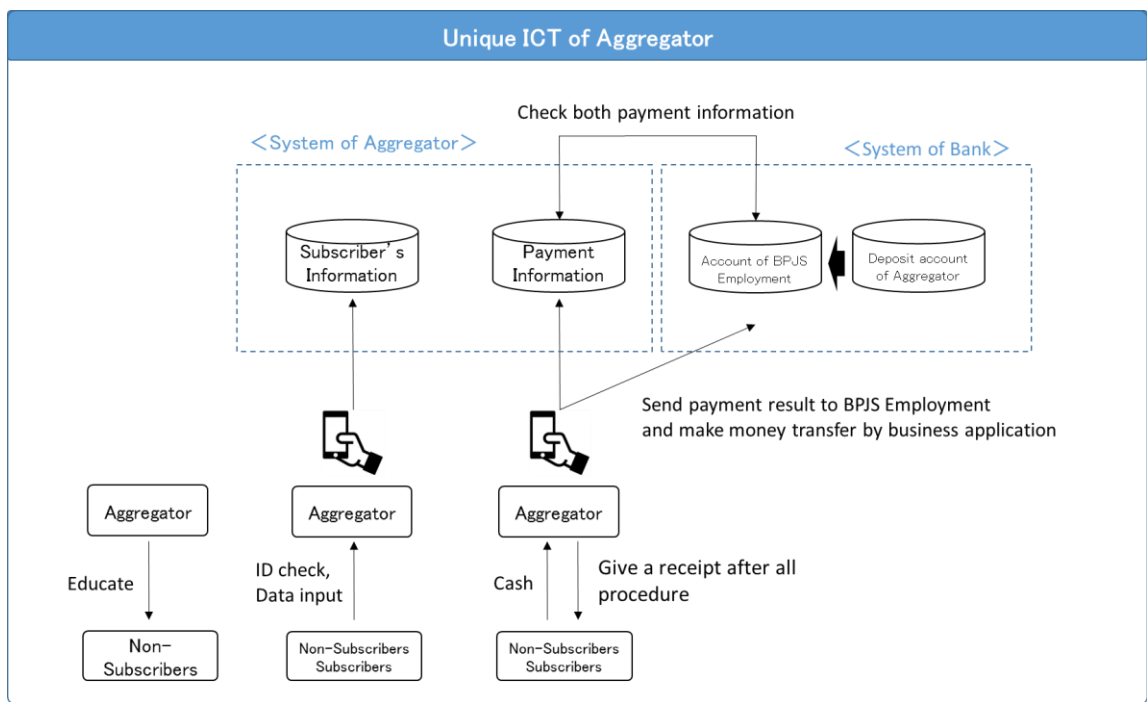 Unique ICT of Aggregator
Check both payment information
<System of Aggregator>
<System of Bank>
Subscriber's
Information
Payment
Information
Account of BPJS
Employment
Deposit account
of Aggregator
Send payment result to BPJS Employment
and make money transfer by business application
Aggregator
Aggregator
Aggregator
Educate
ID check,
Data input
Cash
Give a receipt after all
procedure
Non-
Subscribers
Non-Subscribers
Subscribers
Non-Subscribers
Subscribers